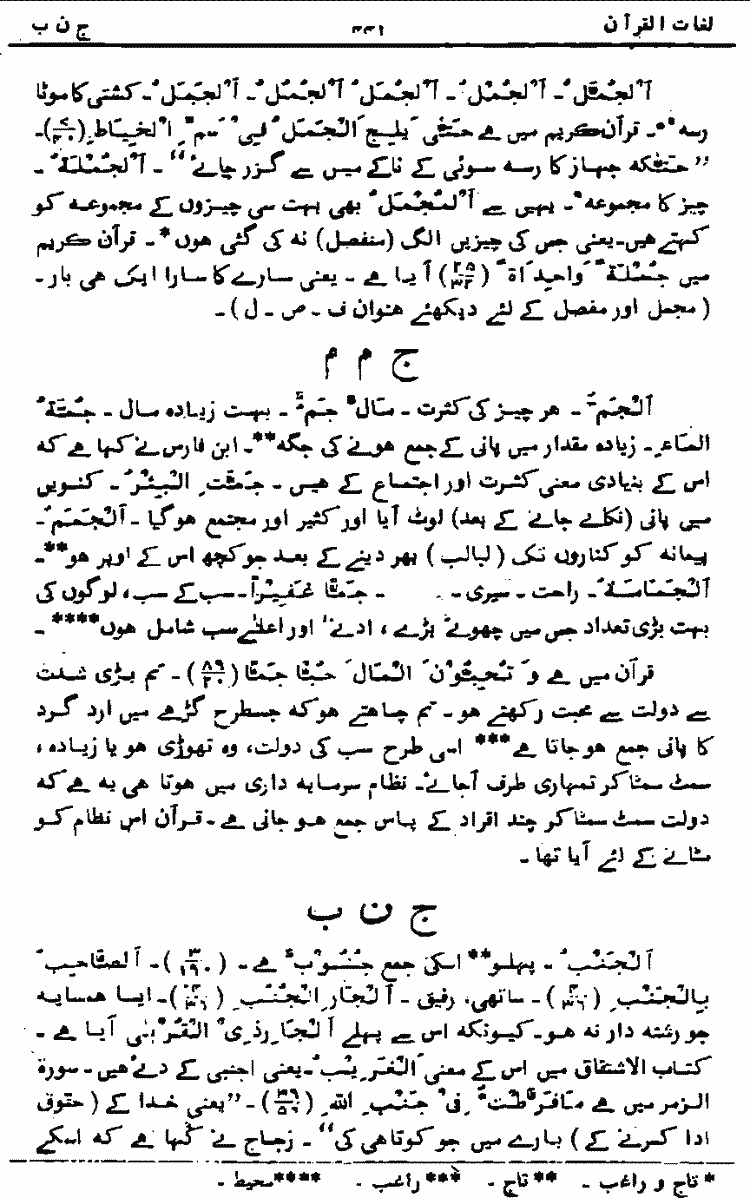 لغات القرآن ۴۴۱ ج ن ب
اَلْجُمَّلُ۔ اَلْجُمْلُ۔ اَلْجُمَلُ اَلْجُمُلُ۔ اَلْجَمَلُ۔ کشتی کا موٹا
رسہ**۔ قرآن کریم میں ہے حَتّٰی یَلِجَ الْجَمَلُ فِیْ سَمِّ الْخِیَاطِ (۷/۴۰)۔
”حتیٰ کہ جہاز کا رسہ سوئی کے ناکے میں سے گزر جائے“۔ اَلْجُمْلَةُ۔
چیز کا مجموعہ*۔ یہیں سے اَلْمُجْمَلُ بھی بہت سی چیزوں کے مجموعہ کو
کہتے ہیں۔ یعنی جس کی چیزیں الگ (منفصل) نہ کی گئی ہوں*۔ قرآن کریم
میں جُمْلَةً وَاحِدَةً (۲۵/۳۲) آیا ہے۔ یعنی سارے کا سارا ایک ہی بار۔
(مجمل اور مفصل کے لئے دیکھئے عنوان ف۔ ص۔ ل)۔
ج م م
اَلْجَمُّ۔ ہر چیز کی کثرت۔ مَالٌ جَمٌّ۔ بہت زیادہ مال۔ جُمَّةُ
الْمَاءِ۔ زیادہ مقدار میں پانی کے جمع ہونے کی جگہ**۔ ابن فارس نے کہا ہے کہ
اس کے بنیادی معنی کثرت اور اجتماع کے ہیں۔ جَمَّتِ الْبِئْرُ۔ کنویں
میں پانی (نکلے جانے کے بعد) لوٹ آیا اور کثیر اور مجتمع ہو گیا۔ اَلْجَمَمُ۔
پیمانہ کو کناروں تک (لبالب) بھر دینے کے بعد جو کچھ اس کے اوپر ہو**۔
اَلْجَمَامَةُ۔ راحت۔ سیری۔ ۔ جَمًّا غَفِیْراً۔ سب کے سب، لوگوں کی
بہت بڑی تعداد جس میں چھوٹے بڑے، ادنےٰ اور اعلےٰ سب شامل ہوں****۔
قرآن میں ہے وَ تُحِبُّوْنَ الْمَالَ حُبًّا جَمًّا (۸۹/۲۰)۔ تم بڑی شدت
سے دولت سے محبت رکھتے ہو۔ تم چاہتے ہو کہ جسطرح گڑھے میں ارد گرد
کا پانی جمع ہو جاتا ہے*** اسی طرح سب کی دولت، وہ تھوڑی ہو یا زیادہ،
سمٹ سمٹا کر تمہاری طرف آجائے۔ نظام سرمایہ داری میں ہوتا ہی یہ ہے کہ
دولت سمٹ سمٹا کر چند افراد کے پاس جمع ہو جاتی ہے۔ قرآن اس نظام کو
مٹانے کے لئے آیا تھا۔
ج ن ب
اَلْجَنْبُ۔ پہلو** اسکی جمع جُنُوْبٌ ہے۔ (۳/۱۹۰)۔ اَلصَّاحِبُ
بِالْجَنْبِ (۴/۳۶)۔ ساتھی، رفیق۔ اَلْجَارِ الْجُنُبِ (۴/۳۶)۔ ایسا ہمسایہ
جو رشتہ دار نہ ہو۔ کیونکہ اس سے پہلے اَلْجَارِ ذِی الْقُرْبٰی آیا ہے۔
کتاب الاشتقاق میں اس کے معنی اَلْغَرِیْبُ۔ یعنی اجنبی کے دئے ہیں۔ سورة
الزمر میں ہے مَافَرَّطْتُ فِیْ جَنْبِ اللّٰہِ (۳۹/۵۶)۔ ”یعنی خدا کے (حقوق
ادا کرنے کے) بارے میں جو کوتاہی کی“۔ زجاج نے کہا ہے کہ اسکے
*تاج و راغب۔ **تاج۔ ***راغب۔ ****محیط۔